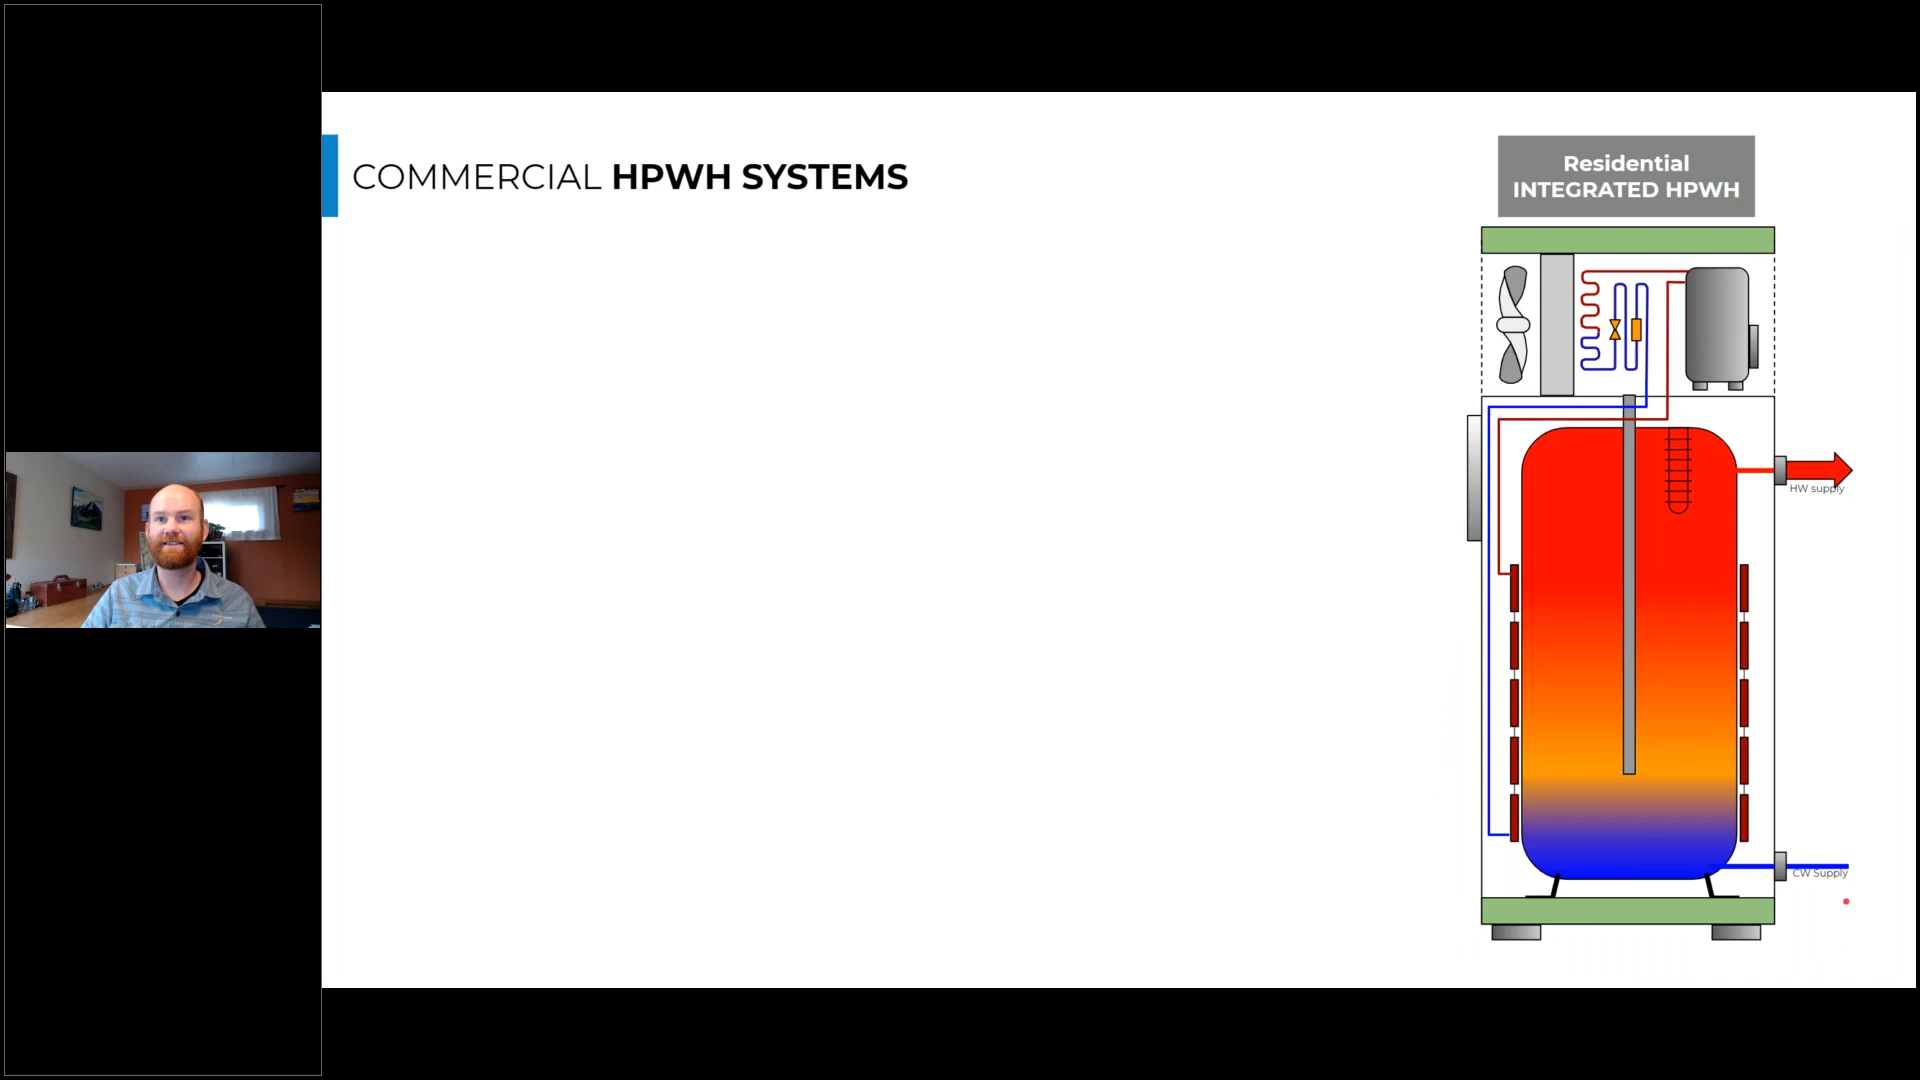 COMMERCIAL HPWH SYSTEMS
Residential
INTEGRATED HPWH
HW supply
CW Supply